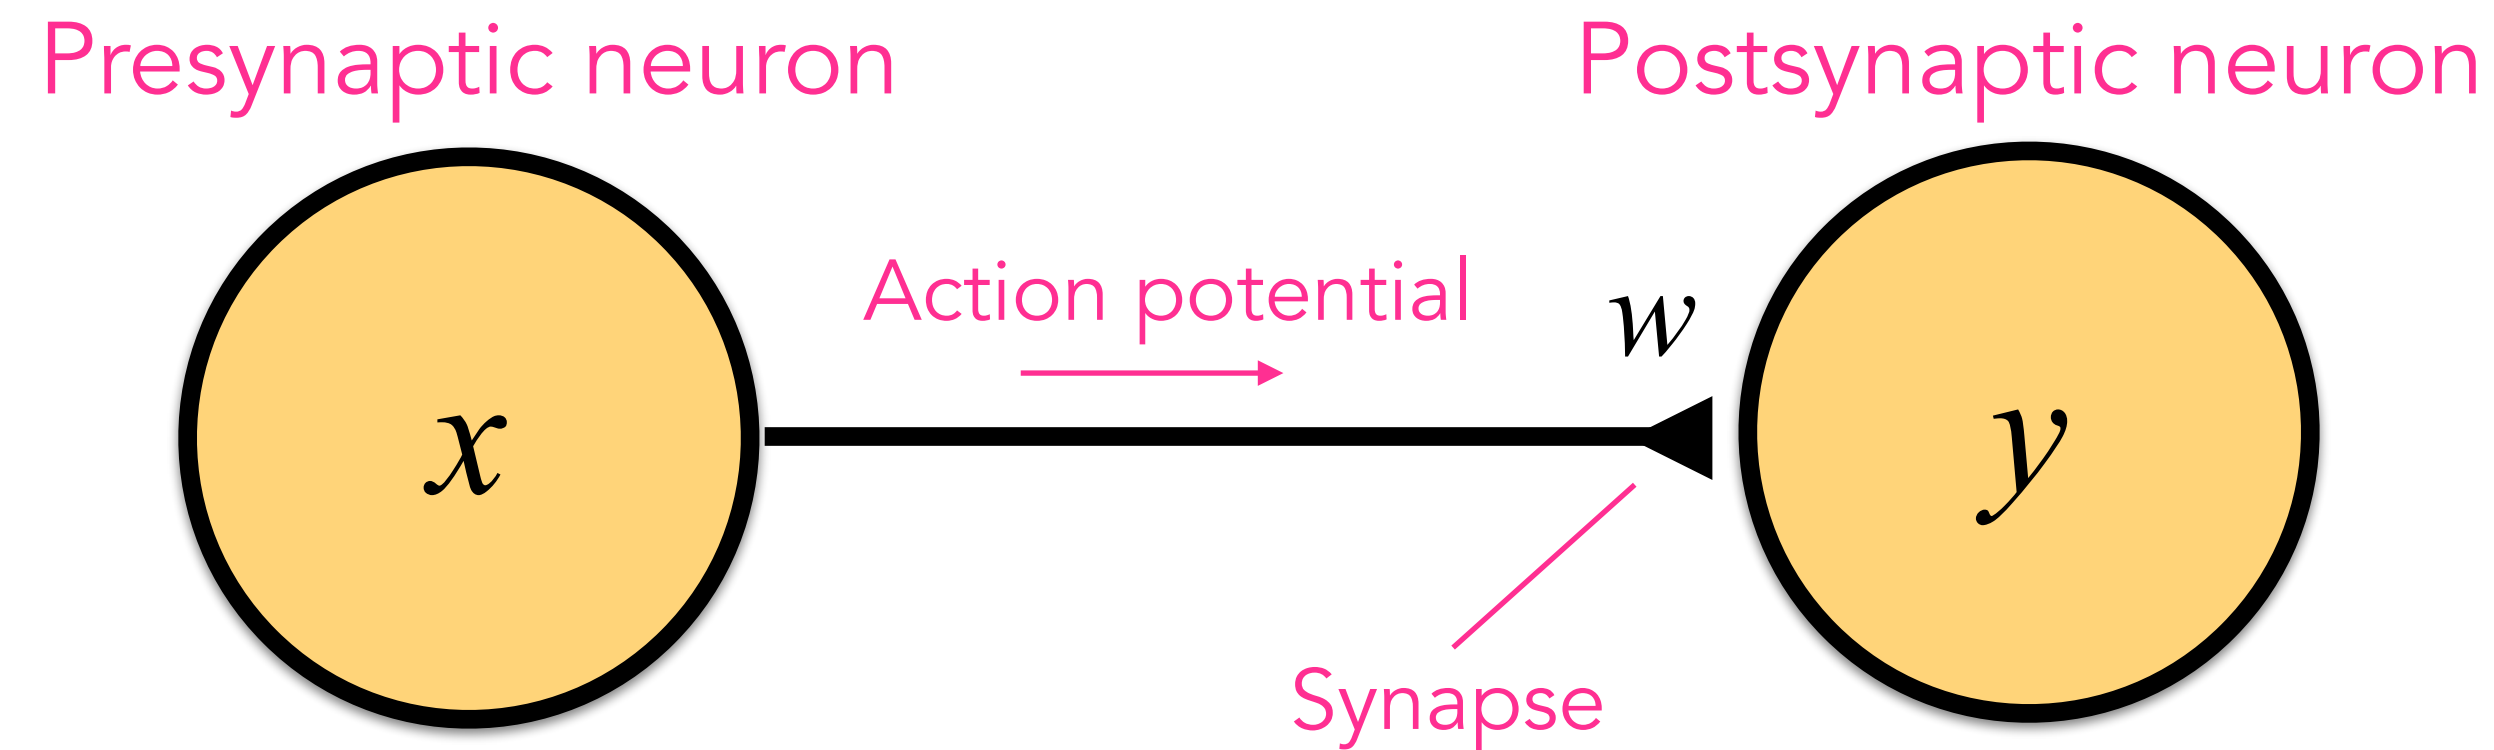 Presynaptic neuron
Postsynaptic neuron
Action potential
w
x
y
Synapse